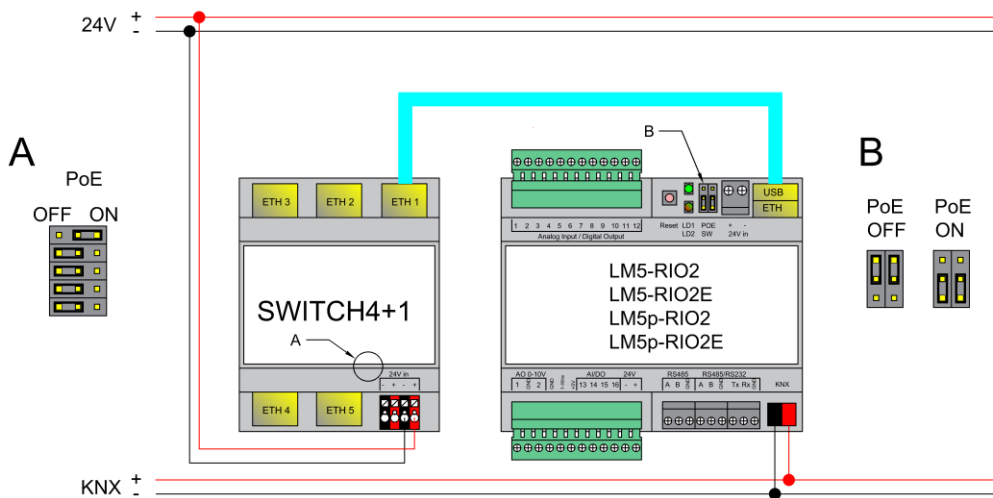 24V + -
A
PoE
OFF ON
ETH 3 ETH 2 ETH 1
SWITCH4+1
A
24V in
- + - +
ETH 4 ETH 5
B
1 2 3 4 5 6 7 8 9 10 11 12
Analog Input / Digital Output
Reset LD1 POE + -
LD2 SW 24V in
USB
ETH
LM5-RIO2
LM5-RIO2E
LM5p-RIO2
LM5p-RIO2E
AO 0-10V AI/DO 24V RS485 RS485/RS232 KNX
1 GND 2 GND 1-Wire +5V 13 14 15 16 - + A B GND A B GND Tx Rx GND
B
PoE PoE
OFF ON
KNX + -